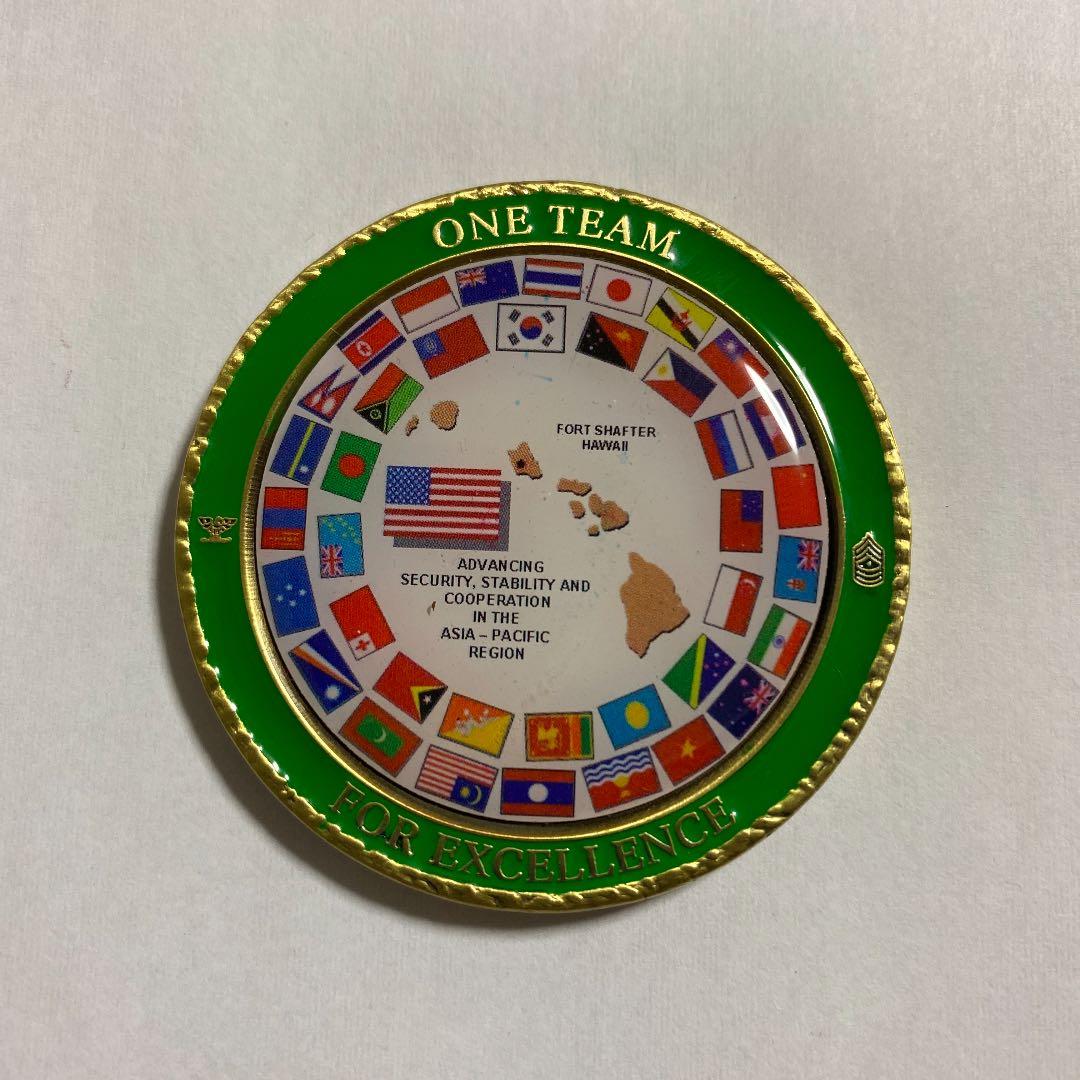 ONE TEAM
FORT SHAFTER
HAWAII
ADVANCING
SECURITY, STABILITY AND
COOPERATION
IN THE
ASIA – PACIFIC
REGION
FOR EXCELLENCE